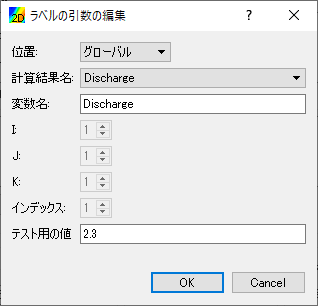 2D ラベルの引数の編集
位置: グローバル
計算結果名: Discharge
変数名: Discharge
I: 1
J: 1
K: 1
インデックス: 1
テスト用の値 2.3
OK Cancel